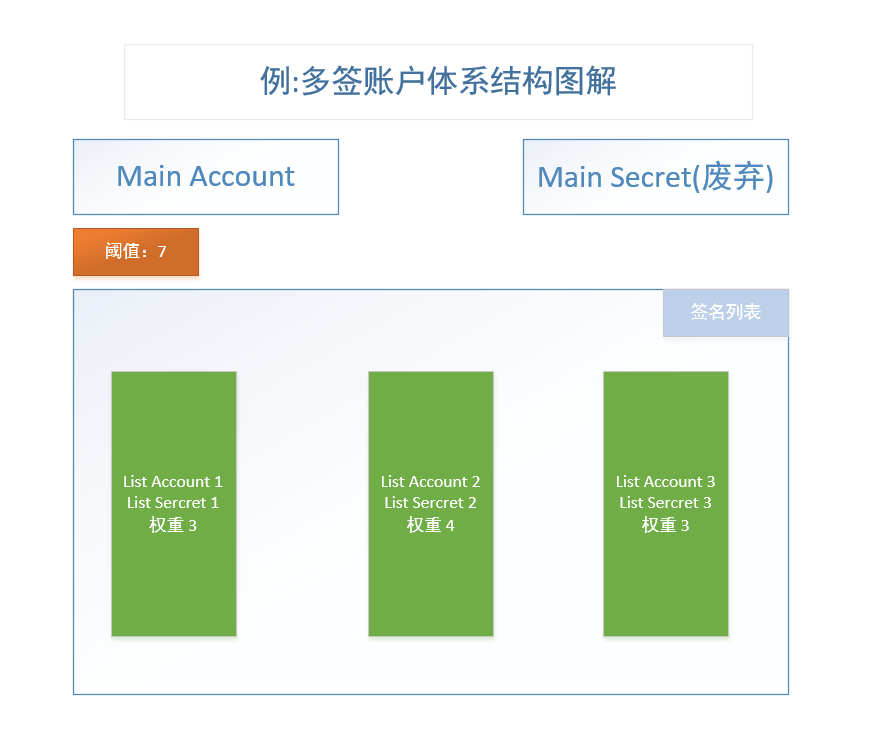 例:多签账户体系结构图解
Main Account
Main Secret(废弃)
阈值：7
签名列表
List Account 1
List Sercret 1
权重 3
List Account 2
List Sercret 2
权重 4
List Account 3
List Sercret 3
权重 3